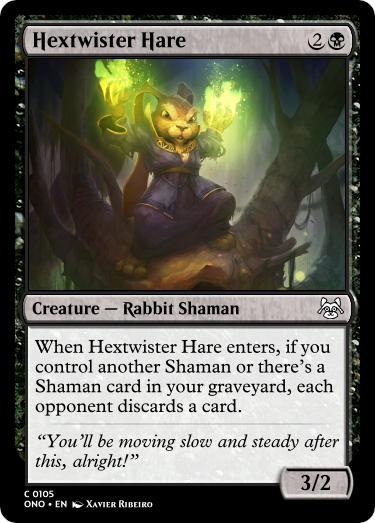 Hextwister Hare 2
Creature — Rabbit Shaman
When Hextwister Hare enters, if you
control another Shaman or there's a
Shaman card in your graveyard, each
opponent discards a card.
“You'll be moving slow and steady after
this, alright!”
3/2
C 0105
ONO • EN Xavier Ribeiro